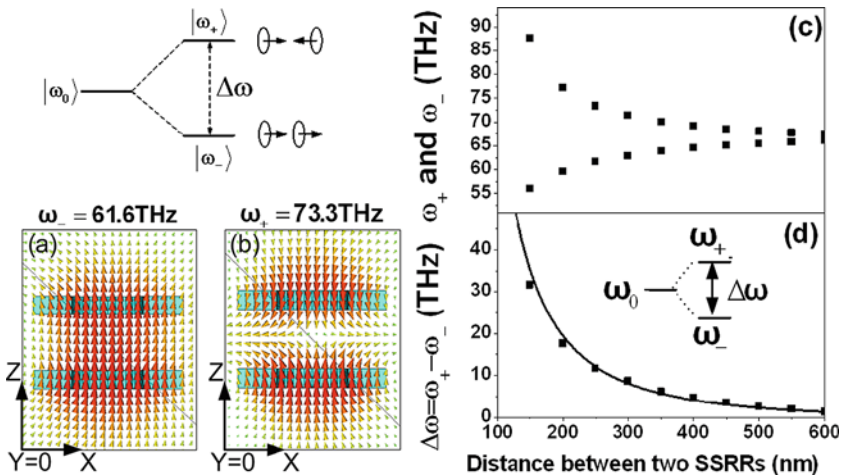 |ω₊⟩
|ω₀⟩
Δω
|ω₋⟩
ω₋ = 61.6THz
ω₊ = 73.3THz
(a)
(b)
Z
Y=0
X
Z
Y=0
X
ω₊ and ω₋ (THz)
90
85
80
75
70
65
60
55
(c)
Δω=ω₊−ω₋ (THz)
40
30
20
10
0
(d)
ω₊
ω₀
Δω
ω₋
100
200
300
400
500
600
Distance between two SSRRs (nm)